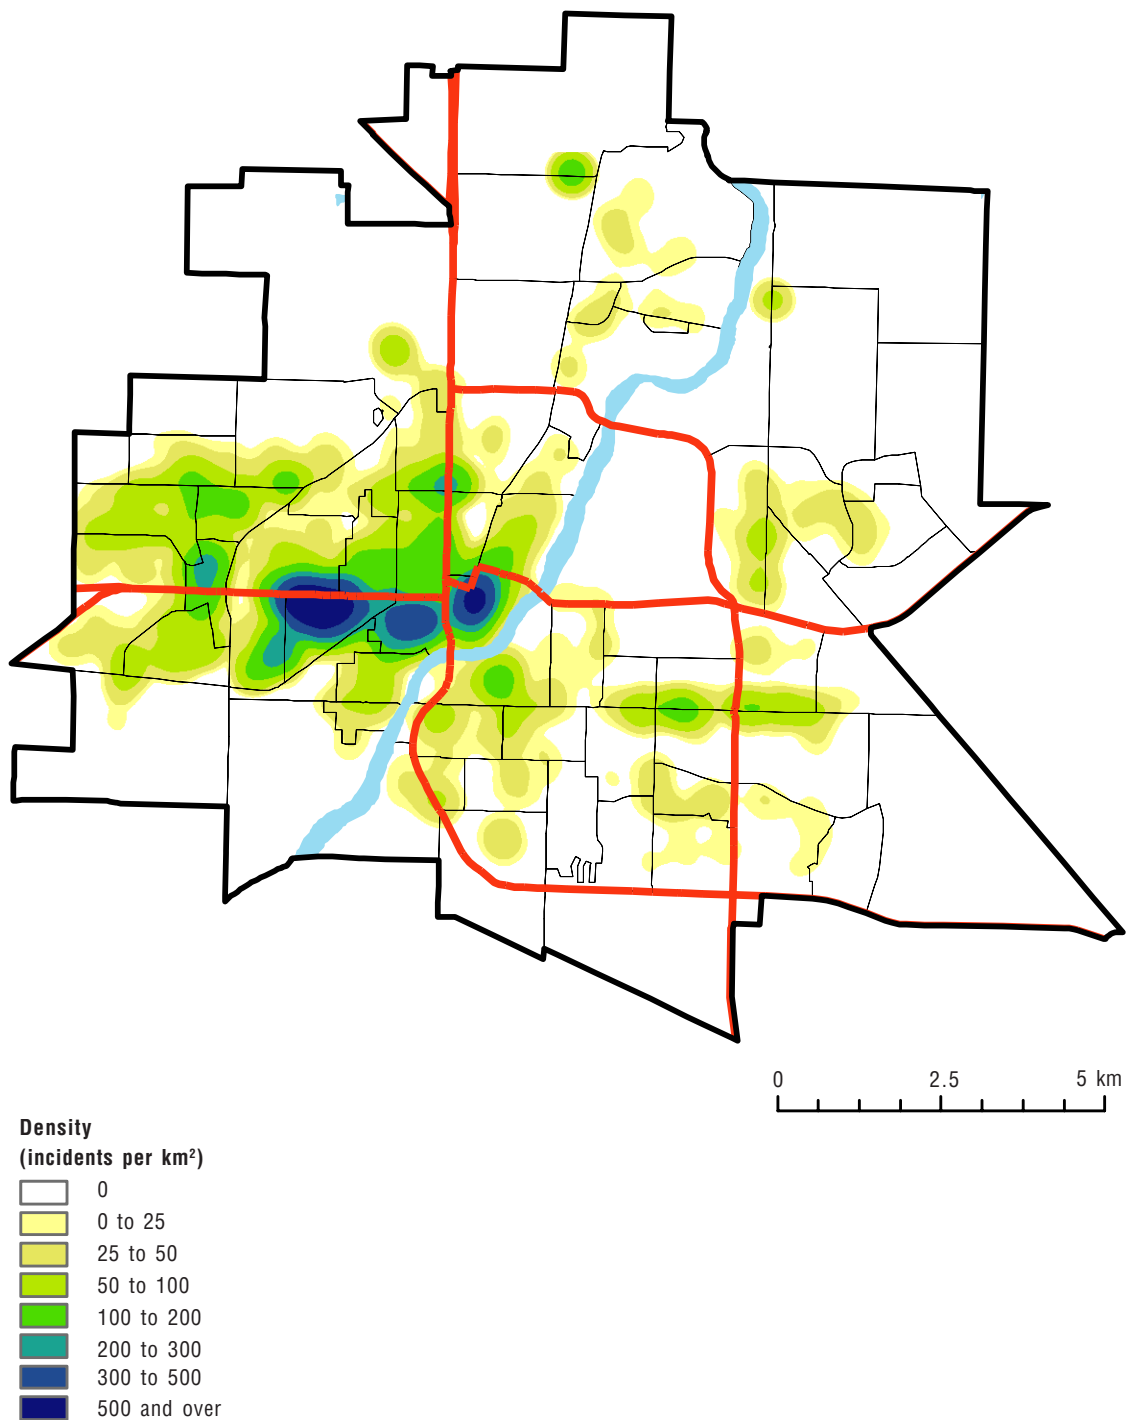 0 2.5 5 km
Density
(incidents per km²)
0
0 to 25
25 to 50
50 to 100
100 to 200
200 to 300
300 to 500
500 and over